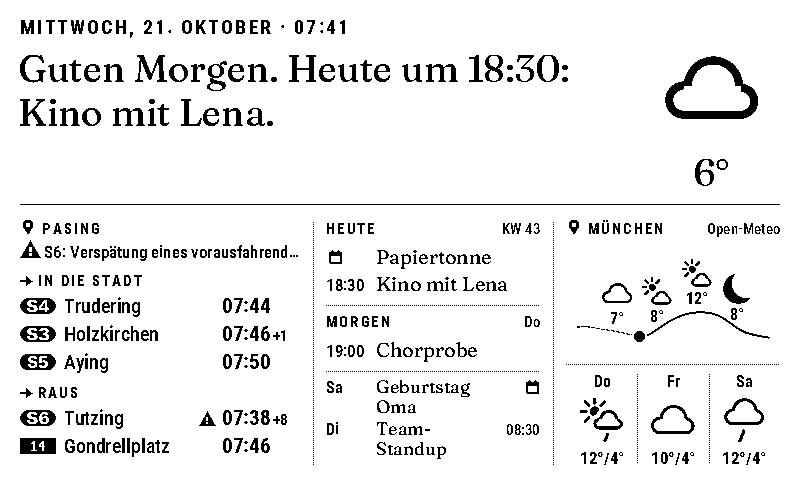 MITTWOCH, 21. OKTOBER · 07:41
Guten Morgen. Heute um 18:30:
Kino mit Lena.
6°
PASING
S6: Verspätung eines vorausfahrend…
→ IN DIE STADT
S4 Trudering 07:44
S3 Holzkirchen 07:46 +1
S5 Aying 07:50
→ RAUS
S6 Tutzing 07:38 +8
14 Gondrellplatz 07:46
HEUTE KW 43
Papiertonne
18:30 Kino mit Lena
MORGEN Do
19:00 Chorprobe
Sa Geburtstag
Oma
Di Team- 08:30
Standup
MÜNCHEN Open-Meteo
7° 8° 12° 8°
Do Fr Sa
12°/4° 10°/4° 12°/4°